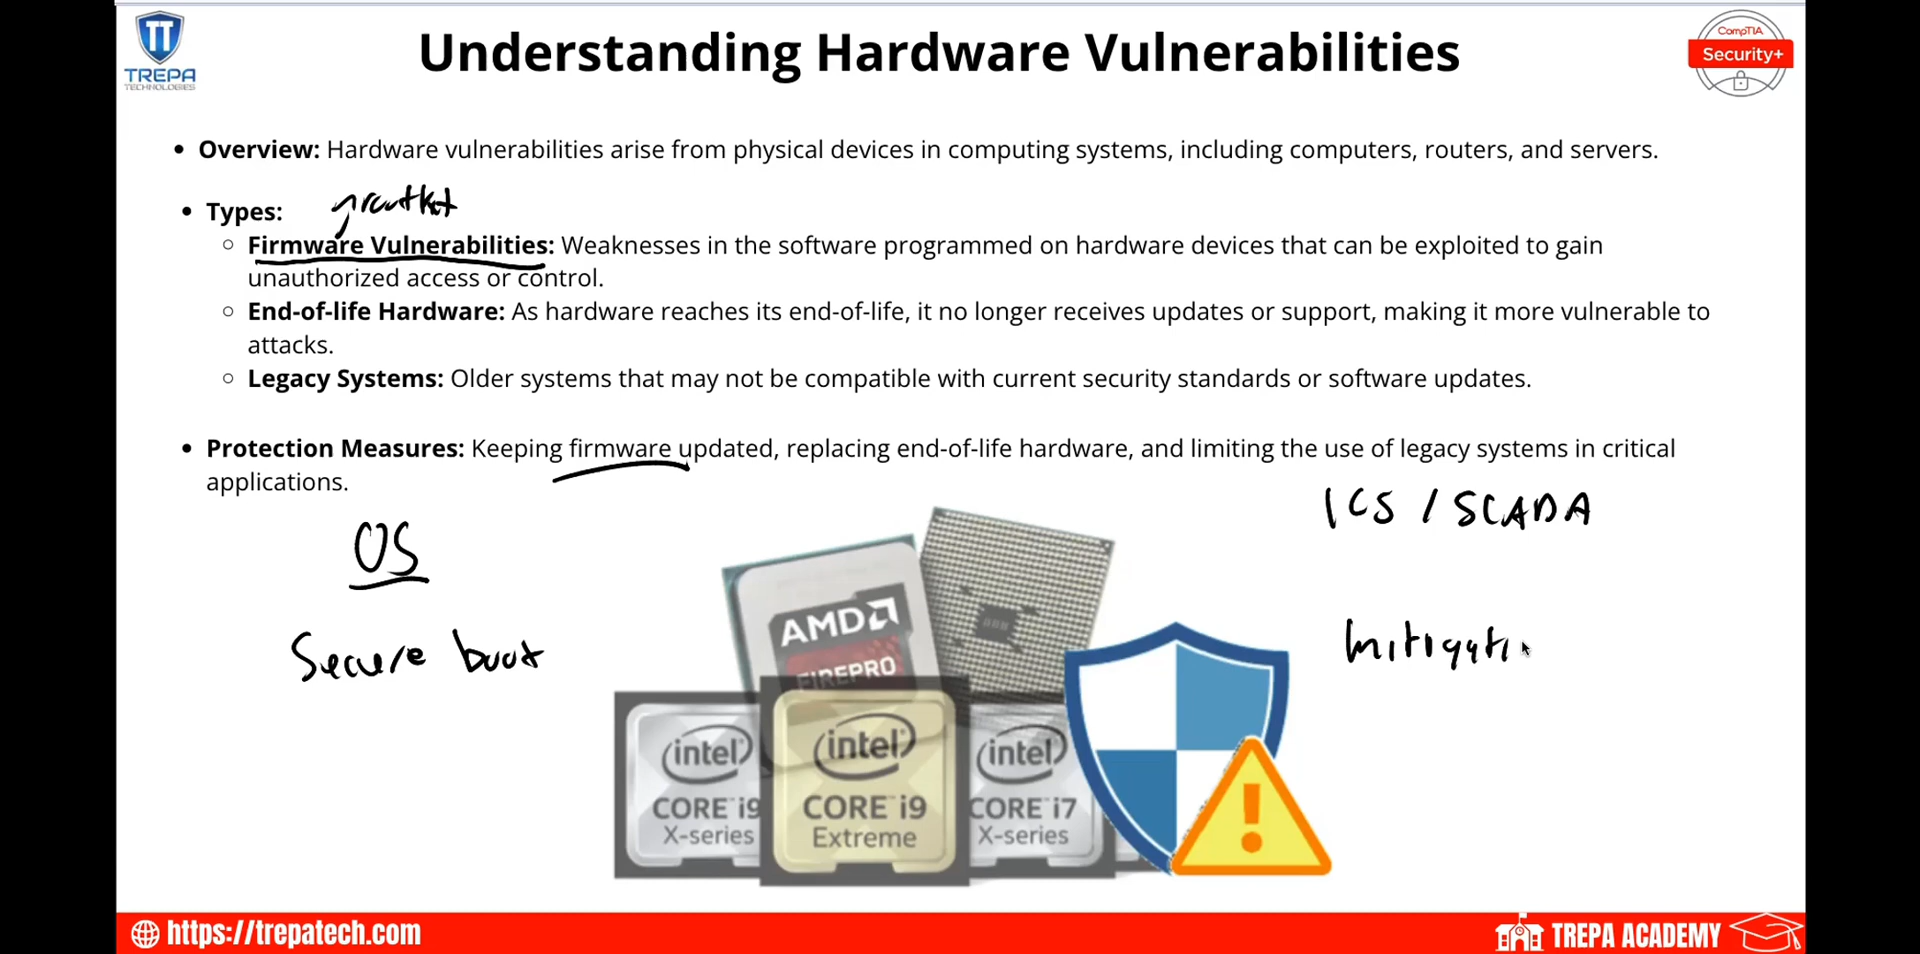 TREPA
TECHNOLOGIES
Understanding Hardware Vulnerabilities
CompTIA
Security+
• Overview: Hardware vulnerabilities arise from physical devices in computing systems, including computers, routers, and servers.
• Types:
○ Firmware Vulnerabilities: Weaknesses in the software programmed on hardware devices that can be exploited to gain
unauthorized access or control.
○ End-of-life Hardware: As hardware reaches its end-of-life, it no longer receives updates or support, making it more vulnerable to
attacks.
○ Legacy Systems: Older systems that may not be compatible with current security standards or software updates.
• Protection Measures: Keeping firmware updated, replacing end-of-life hardware, and limiting the use of legacy systems in critical
applications.
ICS / SCADA
OS
Secure boot
Mitigati
AMD
FIREPRO
intel
CORE i9
X-series
intel
CORE i9
Extreme
intel
CORE i7
X-series
https://trepatech.com
TREPA ACADEMY